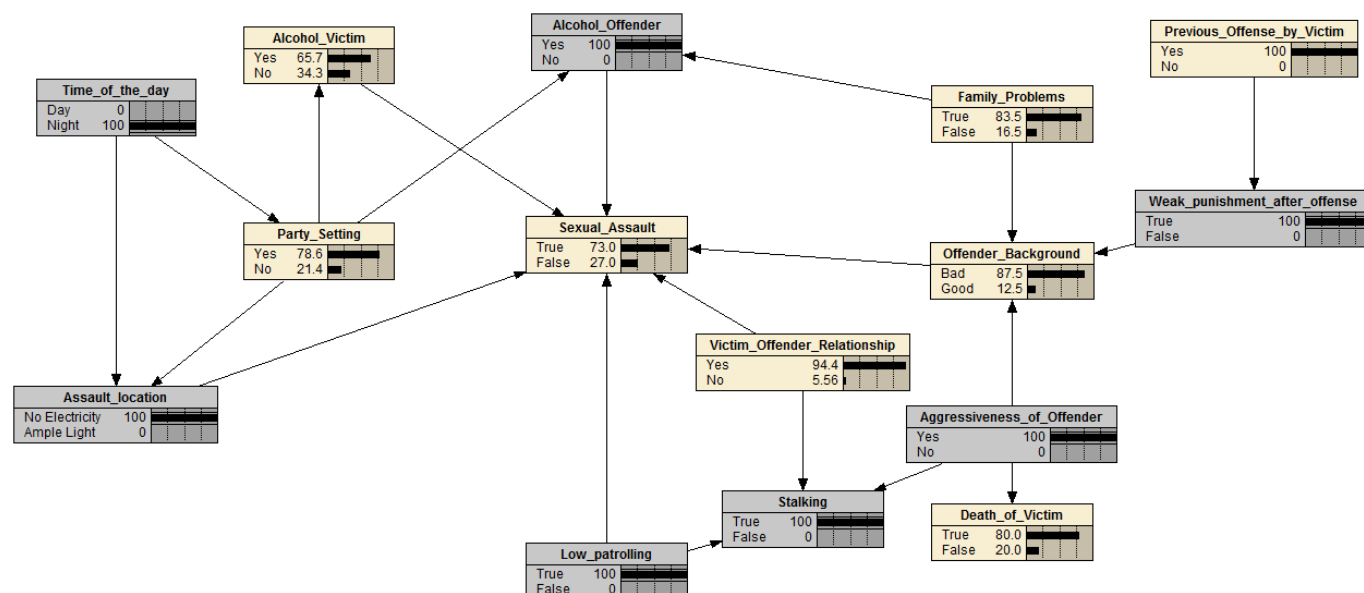 Alcohol_Offender
Yes 100
No 0
Alcohol_Victim
Yes 65.7
No 34.3
Previous_Offense_by_Victim
Yes 100
No 0
Time_of_the_day
Day 0
Night 100
Family_Problems
True 83.5
False 16.5
Weak_punishment_after_offense
True 100
False 0
Party_Setting
Yes 78.6
No 21.4
Sexual_Assault
True 73.0
False 27.0
Offender_Background
Bad 87.5
Good 12.5
Victim_Offender_Relationship
Yes 94.4
No 5.56
Assault_location
No Electricity 100
Ample Light 0
Aggressiveness_of_Offender
Yes 100
No 0
Stalking
True 100
False 0
Death_of_Victim
True 80.0
False 20.0
Low_patrolling
True 100
False 0